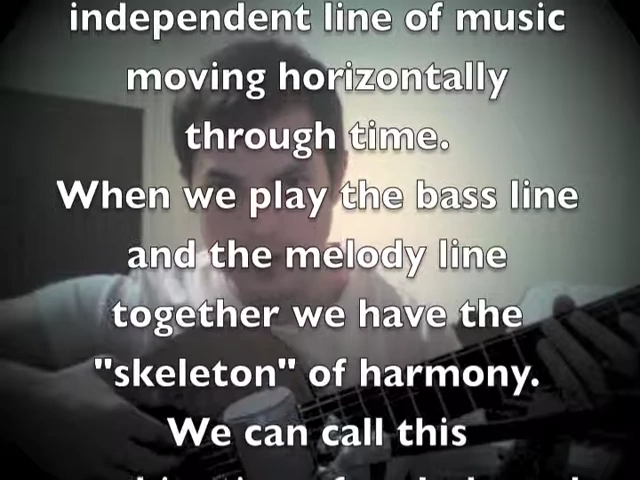 independent line of music
moving horizontally
through time.
When we play the bass line
and the melody line
together we have the
"skeleton" of harmony.
We can call this